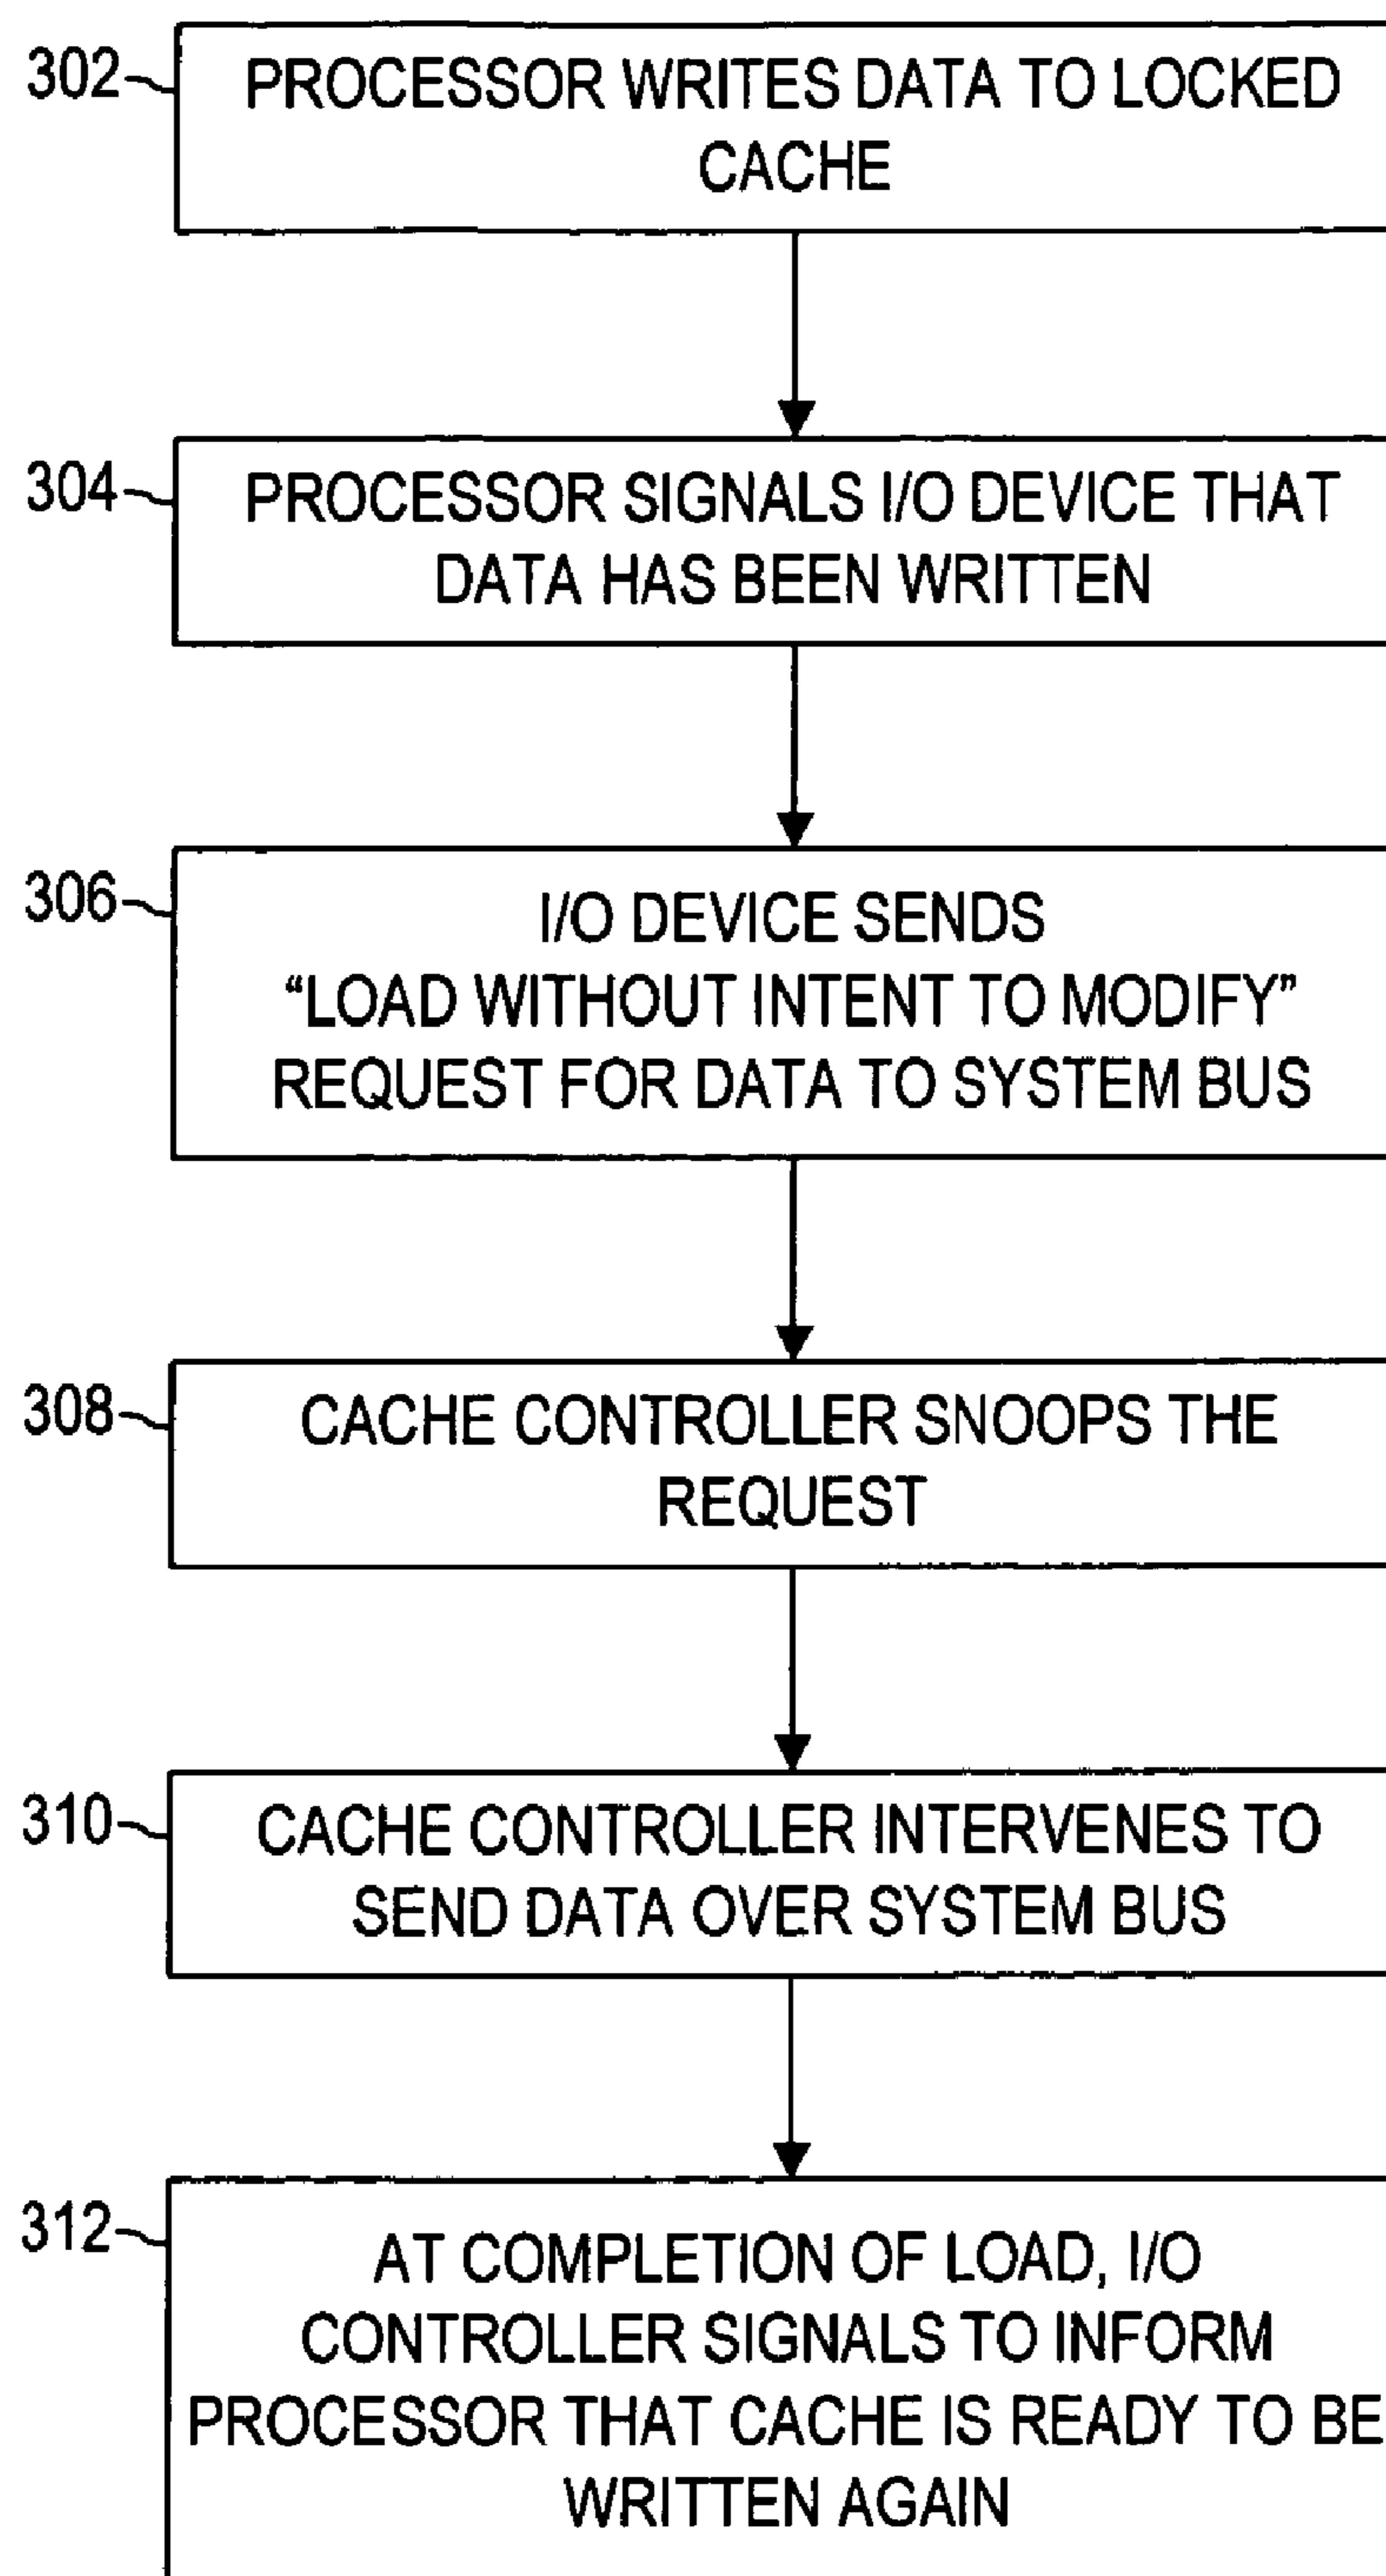 302
PROCESSOR WRITES DATA TO LOCKED
CACHE
304
PROCESSOR SIGNALS I/O DEVICE THAT
DATA HAS BEEN WRITTEN
306
I/O DEVICE SENDS
“LOAD WITHOUT INTENT TO MODIFY”
REQUEST FOR DATA TO SYSTEM BUS
308
CACHE CONTROLLER SNOOPS THE
REQUEST
310
CACHE CONTROLLER INTERVENES TO
SEND DATA OVER SYSTEM BUS
312
AT COMPLETION OF LOAD, I/O
CONTROLLER SIGNALS TO INFORM
PROCESSOR THAT CACHE IS READY TO BE
WRITTEN AGAIN